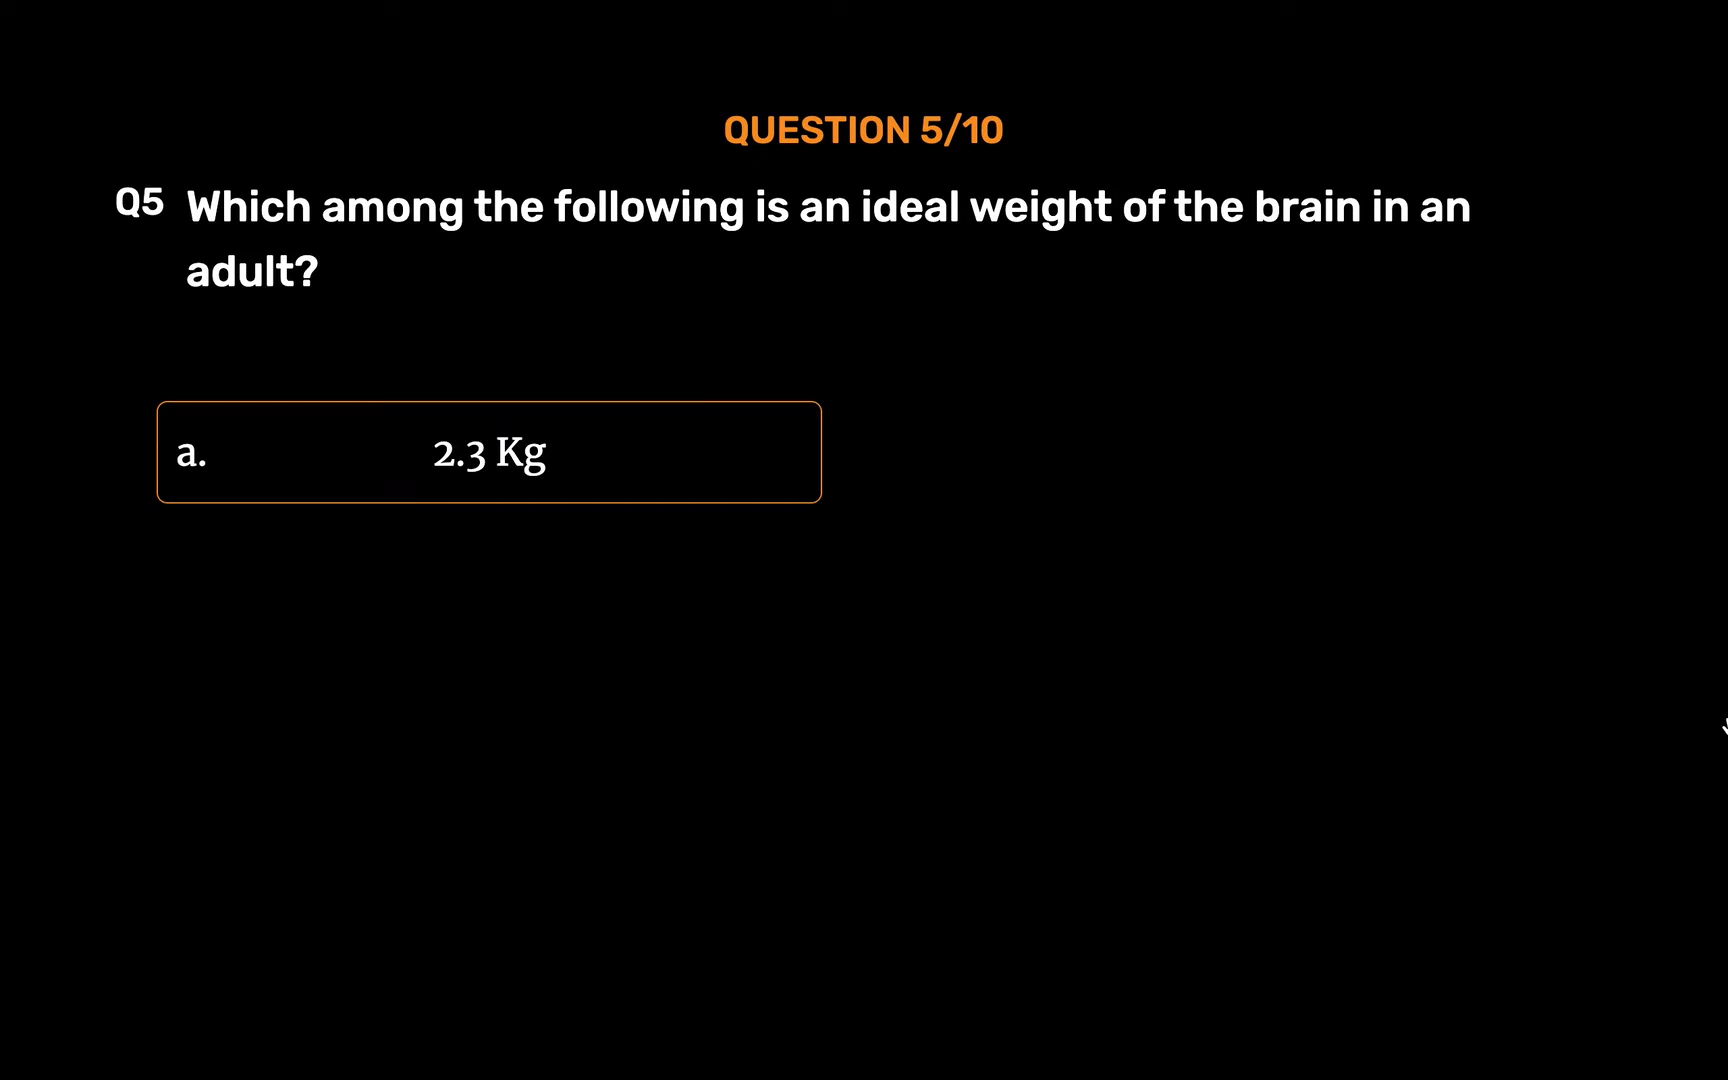 QUESTION 5/10
Q5 Which among the following is an ideal weight of the brain in an
adult?
a. 2.3 Kg